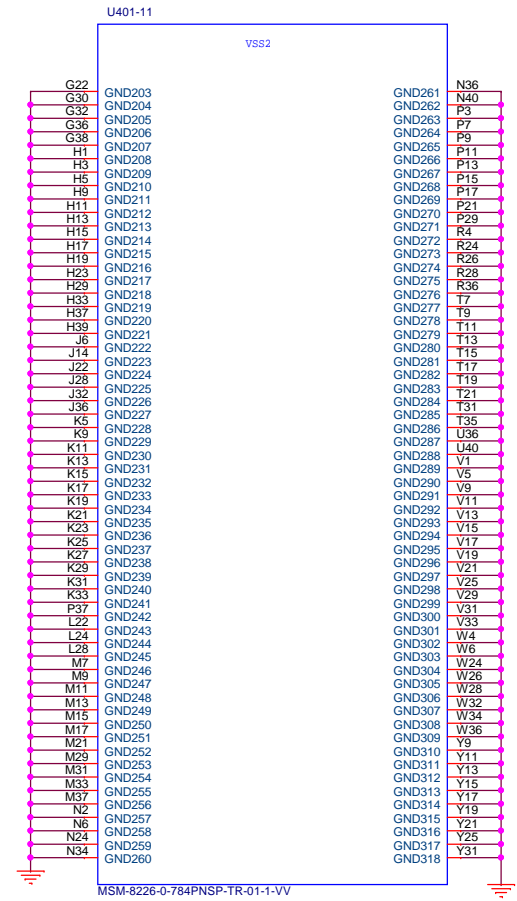 U401-11
VSS2
G22 GND203 GND261 N36
G30 GND204 GND262 N40
G32 GND205 GND263 P3
G36 GND206 GND264 P7
G38 GND207 GND265 P9
H1 GND208 GND266 P11
H3 GND209 GND267 P13
H5 GND210 GND268 P15
H9 GND211 GND269 P17
H11 GND212 GND270 P21
H13 GND213 GND271 P29
H15 GND214 GND272 R4
H17 GND215 GND273 R24
H19 GND216 GND274 R26
H23 GND217 GND275 R28
H29 GND218 GND276 R36
H33 GND219 GND277 T7
H37 GND220 GND278 T9
H39 GND221 GND279 T11
J6 GND222 GND280 T13
J14 GND223 GND281 T15
J22 GND224 GND282 T17
J28 GND225 GND283 T19
J32 GND226 GND284 T21
J36 GND227 GND285 T31
K5 GND228 GND286 T35
K9 GND229 GND287 U36
K11 GND230 GND288 U40
K13 GND231 GND289 V1
K15 GND232 GND290 V5
K17 GND233 GND291 V9
K19 GND234 GND292 V11
K21 GND235 GND293 V13
K23 GND236 GND294 V15
K25 GND237 GND295 V17
K27 GND238 GND296 V19
K29 GND239 GND297 V21
K31 GND240 GND298 V25
K33 GND241 GND299 V29
P37 GND242 GND300 V31
L22 GND243 GND301 V33
L24 GND244 GND302 W4
L28 GND245 GND303 W6
M7 GND246 GND304 W24
M9 GND247 GND305 W26
M11 GND248 GND306 W28
M13 GND249 GND307 W32
M15 GND250 GND308 W34
M17 GND251 GND309 W36
M21 GND252 GND310 Y9
M29 GND253 GND311 Y11
M31 GND254 GND312 Y13
M33 GND255 GND313 Y15
M37 GND256 GND314 Y17
N2 GND257 GND315 Y19
N6 GND258 GND316 Y21
N24 GND259 GND317 Y25
N34 GND260 GND318 Y31
MSM-8226-0-784PNSP-TR-01-1-VV